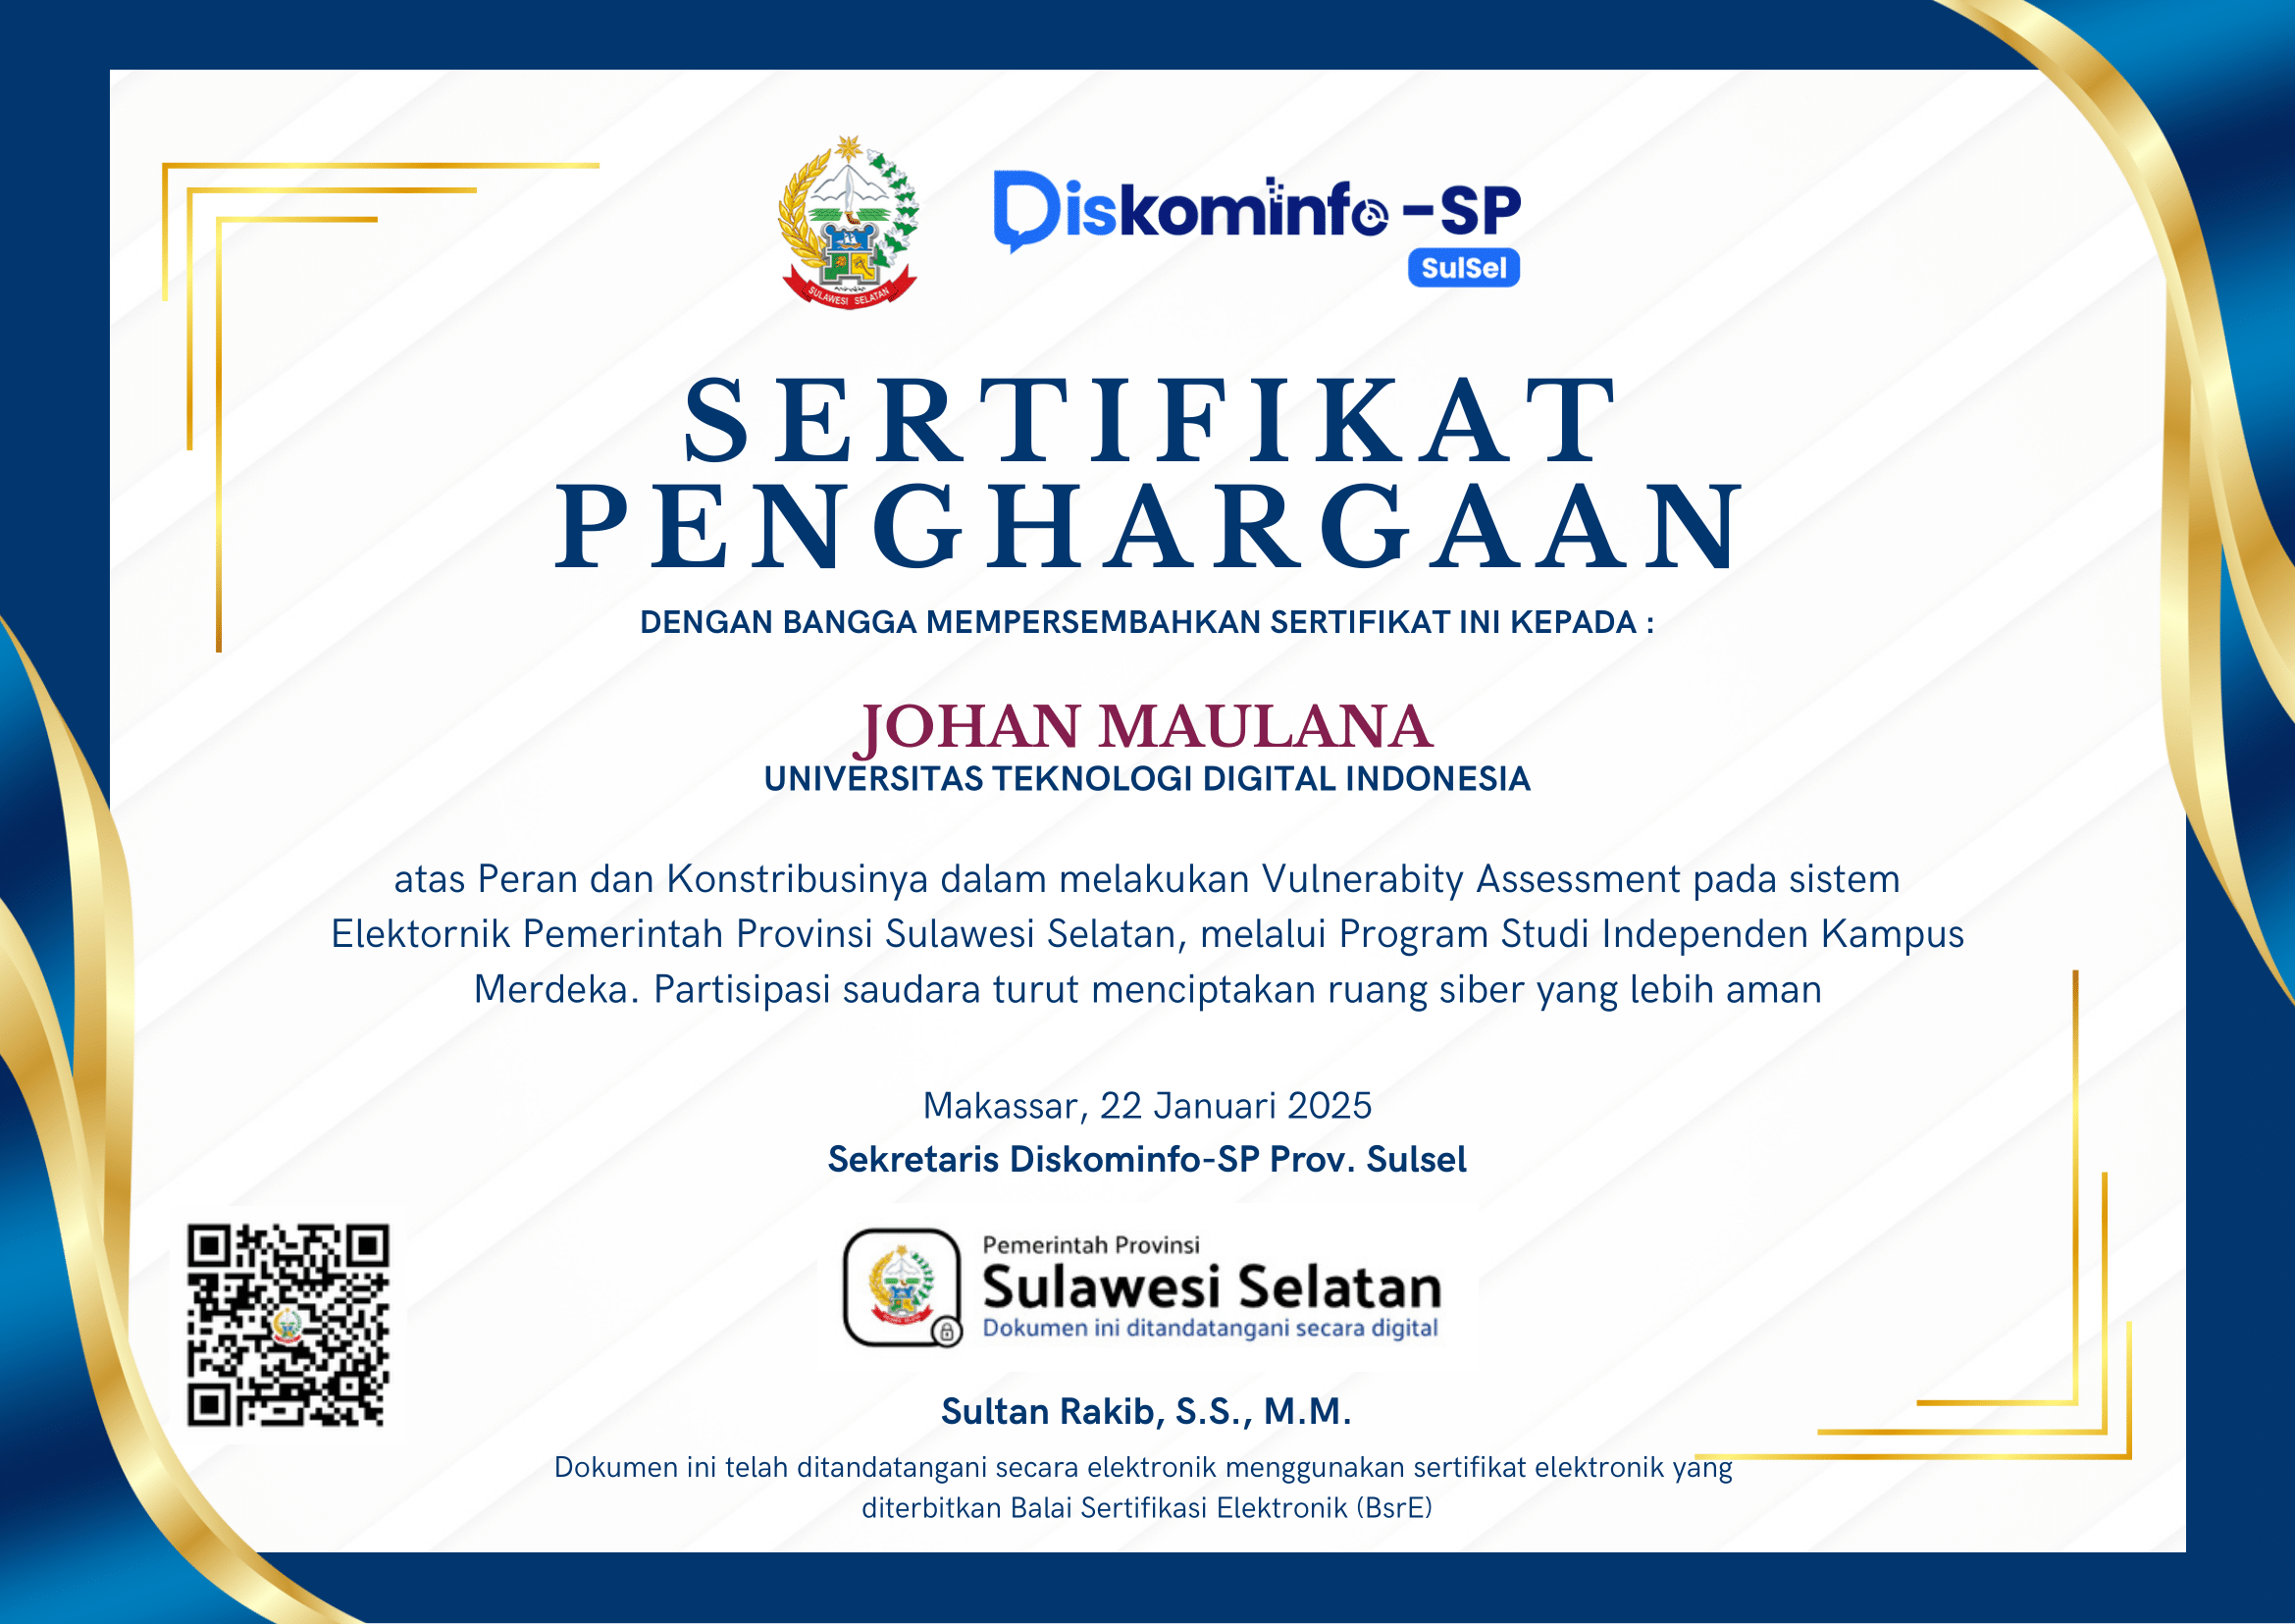 SULAWESI SELATAN
Diskominfo-SP
SulSel
SERTIFIKAT
PENGHARGAAN
DENGAN BANGGA MEMPERSEMBAHKAN SERTIFIKAT INI KEPADA :
JOHAN MAULANA
UNIVERSITAS TEKNOLOGI DIGITAL INDONESIA
atas Peran dan Konstribusinya dalam melakukan Vulnerabity Assessment pada sistem
Elektornik Pemerintah Provinsi Sulawesi Selatan, melalui Program Studi Independen Kampus
Merdeka. Partisipasi saudara turut menciptakan ruang siber yang lebih aman
Makassar, 22 Januari 2025
Sekretaris Diskominfo-SP Prov. Sulsel
Pemerintah Provinsi
Sulawesi Selatan
Dokumen ini ditandatangani secara digital
Sultan Rakib, S.S., M.M.
Dokumen ini telah ditandatangani secara elektronik menggunakan sertifikat elektronik yang
diterbitkan Balai Sertifikasi Elektronik (BsrE)